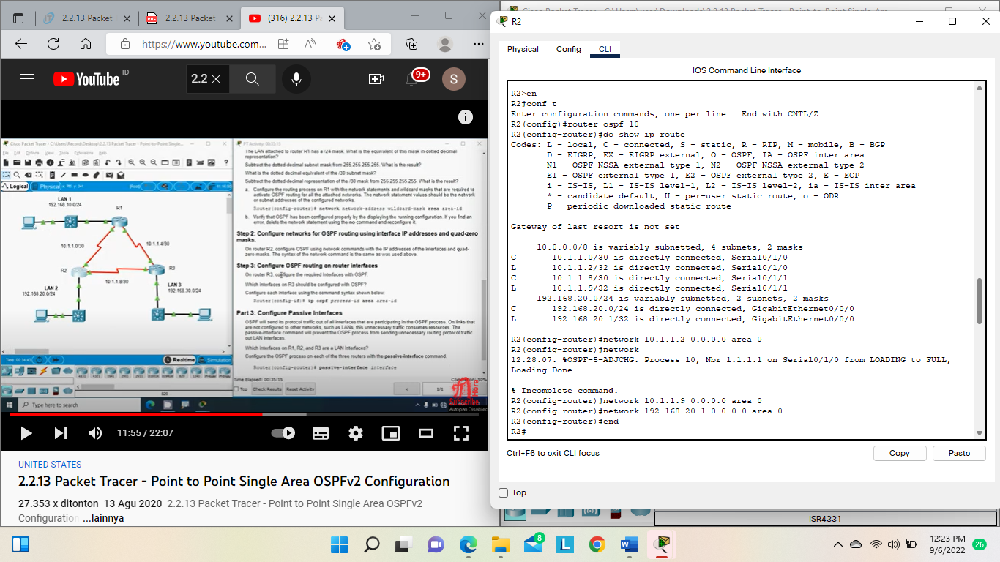 2.2.13 Packet
2.2.13 Packet
(316) 2.2.13 P
https://www.youtube.com...
YouTube
ID
2.2
9+
S
Cisco Packet Tracer - C:\Users\Record\Desktop\2.2.13 Packet Tracer - Point-to-Point Single...
PT Activity: 00:35:15
Logical
Physical
LAN 1
192.168.10.0/24
R1
10.1.1.0/30
10.1.1.4/30
R2
R3
10.1.1.8/30
LAN 2
192.168.20.0/24
LAN 3
192.168.30.0/24
Realtime
Simulation
The LAN attached to router R1 has a /24 mask. What is the equivalent of this mask in dotted decimal
representation?
Subtract the dotted decimal subnet mask from 255.255.255.255. What is the result?
What is the dotted decimal equivalent of the /30 subnet mask?
Subtract the dotted decimal representation of the /30 mask from 255.255.255.255. What is the result?
a. Configure the routing process on R1 with the network statements and wildcard masks that are required to
activate OSPF routing for all the attached networks. The network statement values should be the network
or subnet addresses of the configured networks.
Router(config-router)# network network-address wildcard-mask area area-id
b. Verify that OSPF has been configured properly by the displaying the running configuration. If you find an
error, delete the network statement using the no command and reconfigure it.
Step 2: Configure networks for OSPF routing using interface IP addresses and quad-zero
masks.
On router R2, configure OSPF using network commands with the IP addresses of the interfaces and quad-
zero masks. The syntax of the network command is the same as was used above.
Step 3: Configure OSPF routing on router interfaces
On router R3, configure the required interfaces with OSPF.
Which interfaces on R3 should be configured with OSPF?
Configure each interface using the command syntax shown below:
Router(config-if)# ip ospf process-id area area-id
Part 3: Configure Passive Interfaces
OSPF will send its protocol traffic out of all interfaces that are participating in the OSPF process. On links that
are not configured to other networks, such as LANs, this unnecessary traffic consumes resources. The
passive-interface command will prevent the OSPF process from sending unnecessary routing protocol traffic
out LAN interfaces.
Which interfaces on R1, R2, and R3 are a LAN interfaces?
Configure the OSPF process on each of the three routers with the passive-interface command.
Router(config-router)# passive-interface interface
Time Elapsed: 00:35:15
Top
Check Results
Reset Activity
<
1/1
Type here to search
Autopan Disabled
11:55 / 22:07
UNITED STATES
2.2.13 Packet Tracer - Point to Point Single Area OSPFv2 Configuration
27.353 x ditonton 13 Agu 2020 2.2.13 Packet Tracer - Point to Point Single Area OSPFv2
Configuration ...lainnya
R2
Physical
Config
CLI
IOS Command Line Interface
R2>en
R2#conf t
Enter configuration commands, one per line. End with CNTL/Z.
R2(config)#router ospf 10
R2(config-router)#do show ip route
Codes: L - local, C - connected, S - static, R - RIP, M - mobile, B - BGP
D - EIGRP, EX - EIGRP external, O - OSPF, IA - OSPF inter area
N1 - OSPF NSSA external type 1, N2 - OSPF NSSA external type 2
E1 - OSPF external type 1, E2 - OSPF external type 2, E - EGP
i - IS-IS, L1 - IS-IS level-1, L2 - IS-IS level-2, ia - IS-IS inter area
* - candidate default, U - per-user static route, o - ODR
P - periodic downloaded static route
Gateway of last resort is not set
10.0.0.0/8 is variably subnetted, 4 subnets, 2 masks
C 10.1.1.0/30 is directly connected, Serial0/1/0
L 10.1.1.2/32 is directly connected, Serial0/1/0
C 10.1.1.8/30 is directly connected, Serial0/1/1
L 10.1.1.9/32 is directly connected, Serial0/1/1
192.168.20.0/24 is variably subnetted, 2 subnets, 2 masks
C 192.168.20.0/24 is directly connected, GigabitEthernet0/0/0
L 192.168.20.1/32 is directly connected, GigabitEthernet0/0/0
R2(config-router)#network 10.1.1.2 0.0.0.0 area 0
R2(config-router)#network
12:28:07: %OSPF-5-ADJCHG: Process 10, Nbr 1.1.1.1 on Serial0/1/0 from LOADING to FULL,
Loading Done
% Incomplete command.
R2(config-router)#network 10.1.1.9 0.0.0.0 area 0
R2(config-router)#network 192.168.20.1 0.0.0.0 area 0
R2(config-router)#end
R2#
Ctrl+F6 to exit CLI focus
Copy
Paste
Top
ISR4331
8
12:23 PM
9/6/2022
26